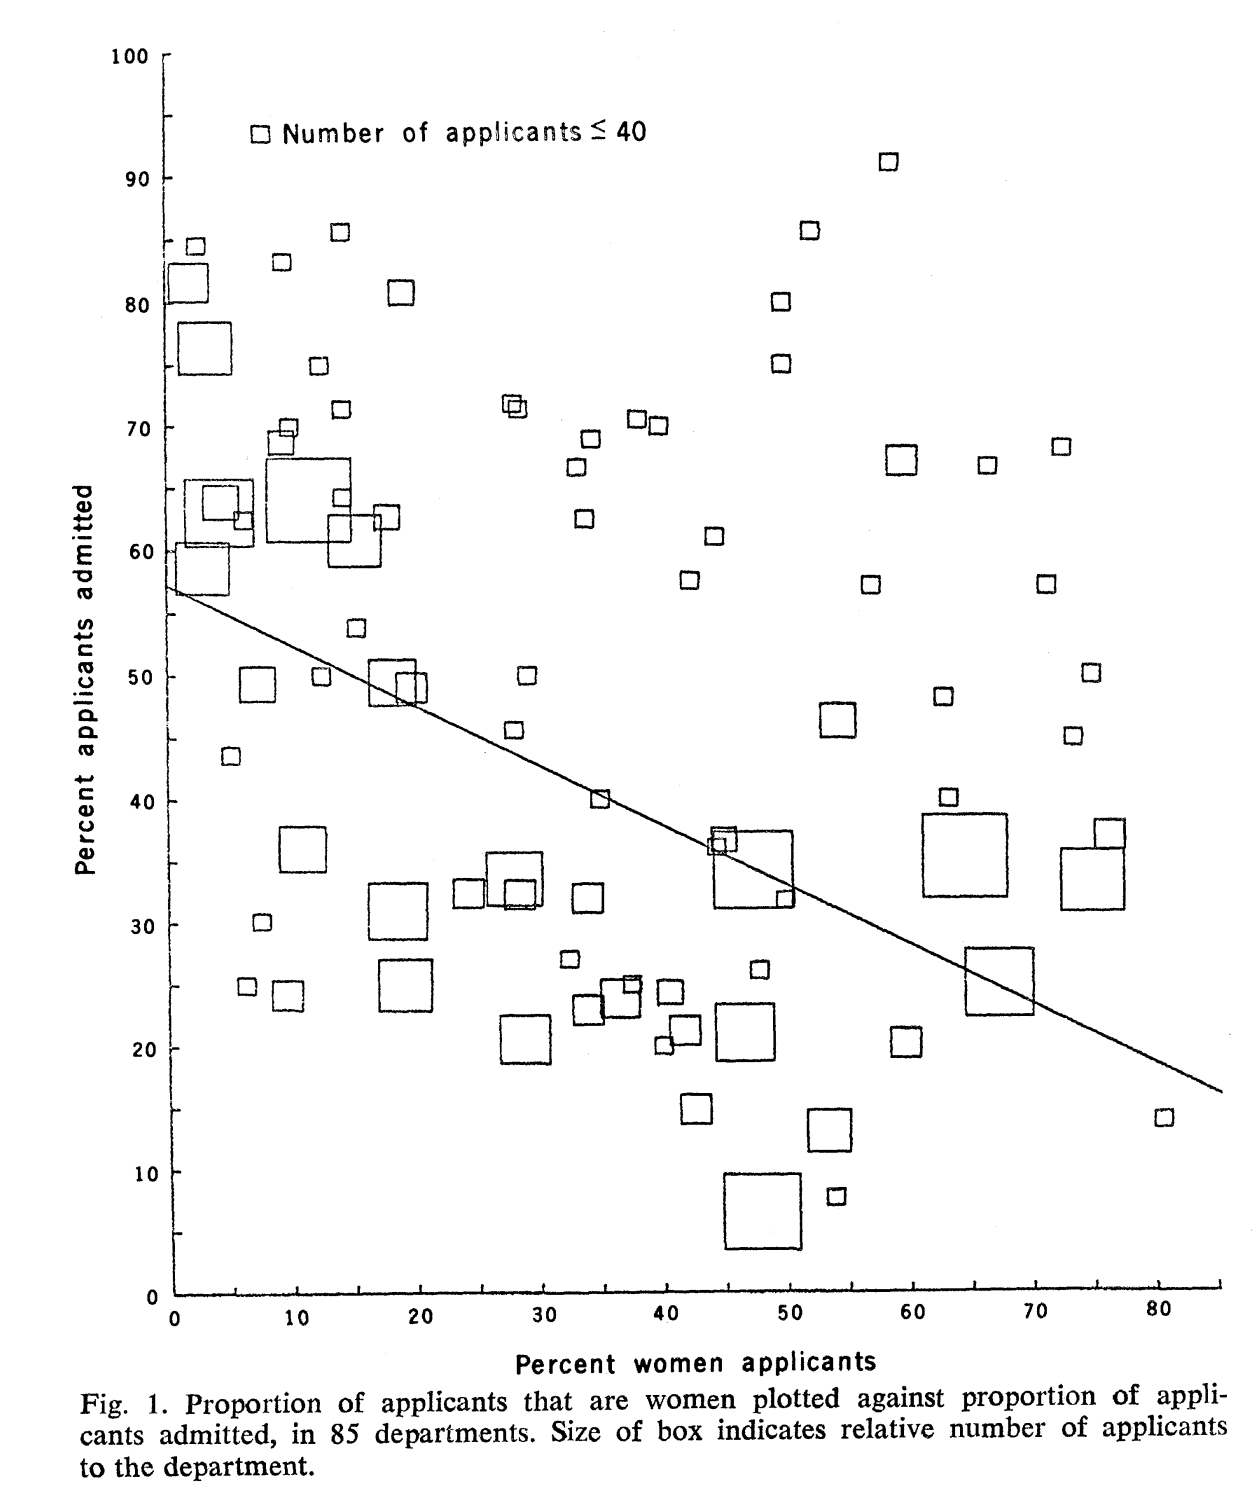 100
Number of applicants ≤ 40
90
80
70
60
50
40
30
20
10
0
Percent applicants admitted
0 10 20 30 40 50 60 70 80
Percent women applicants
Fig. 1. Proportion of applicants that are women plotted against proportion of appli-
cants admitted, in 85 departments. Size of box indicates relative number of applicants
to the department.